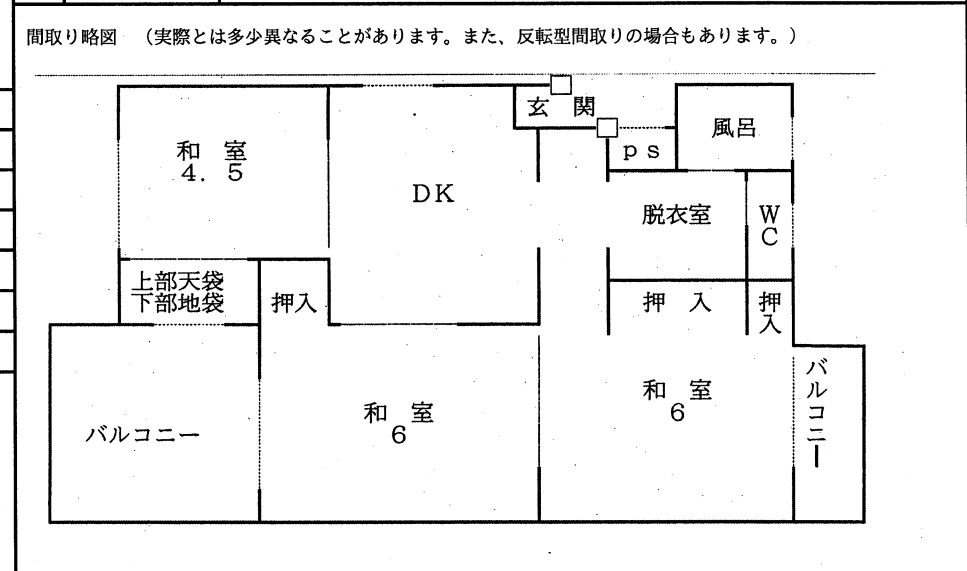 間取り略図　（実際とは多少異なることがあります。また、反転型間取りの場合もあります。）
玄　関
風呂
和　室
４．５
ｐｓ
ＤＫ
脱衣室
ＷＣ
上部天袋
下部地袋
押入
押　入
押入
和　室
６
和　室
６
バルコニー
バルコニー